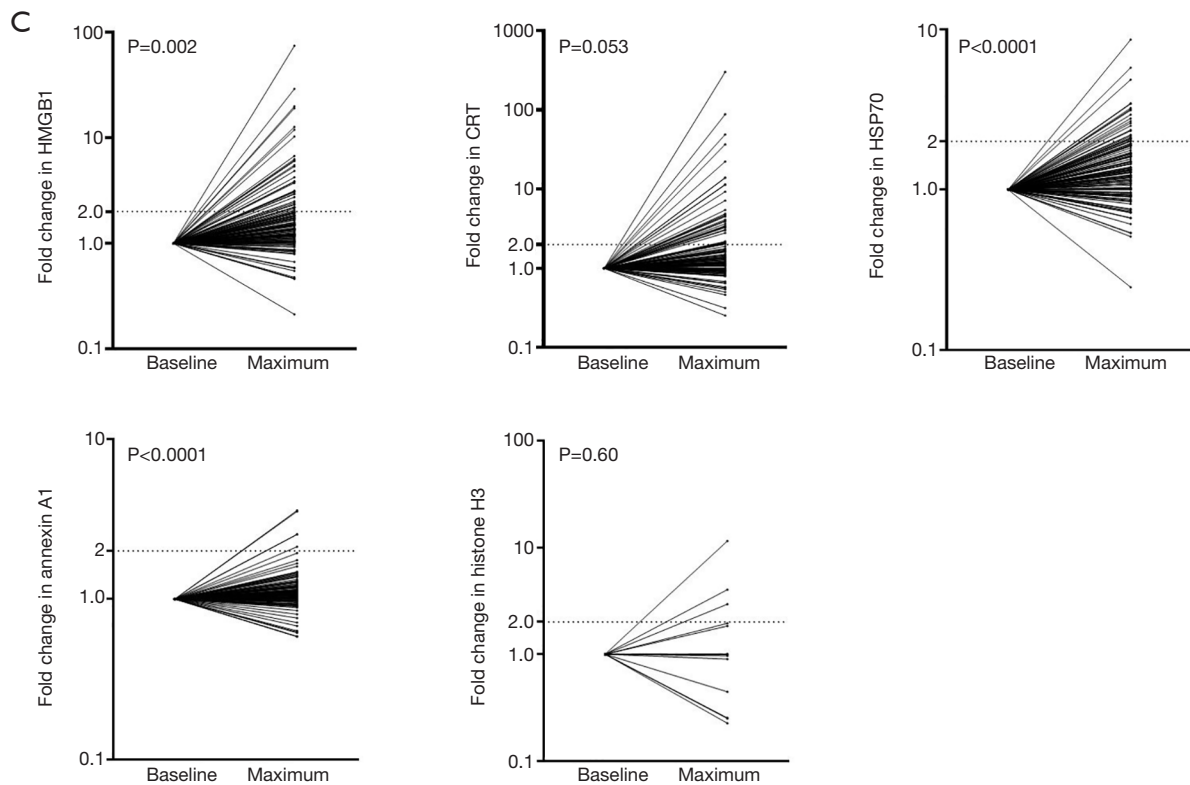 C
P=0.002
Fold change in HMGB1
100
10
2.0
1.0
0.1
Baseline Maximum
P=0.053
Fold change in CRT
1000
100
10
2.0
1.0
0.1
Baseline Maximum
P<0.0001
Fold change in HSP70
10
2
1.0
0.1
Baseline Maximum
P<0.0001
Fold change in annexin A1
10
2
1.0
0.1
Baseline Maximum
P=0.60
Fold change in histone H3
100
10
2.0
1.0
0.1
Baseline Maximum